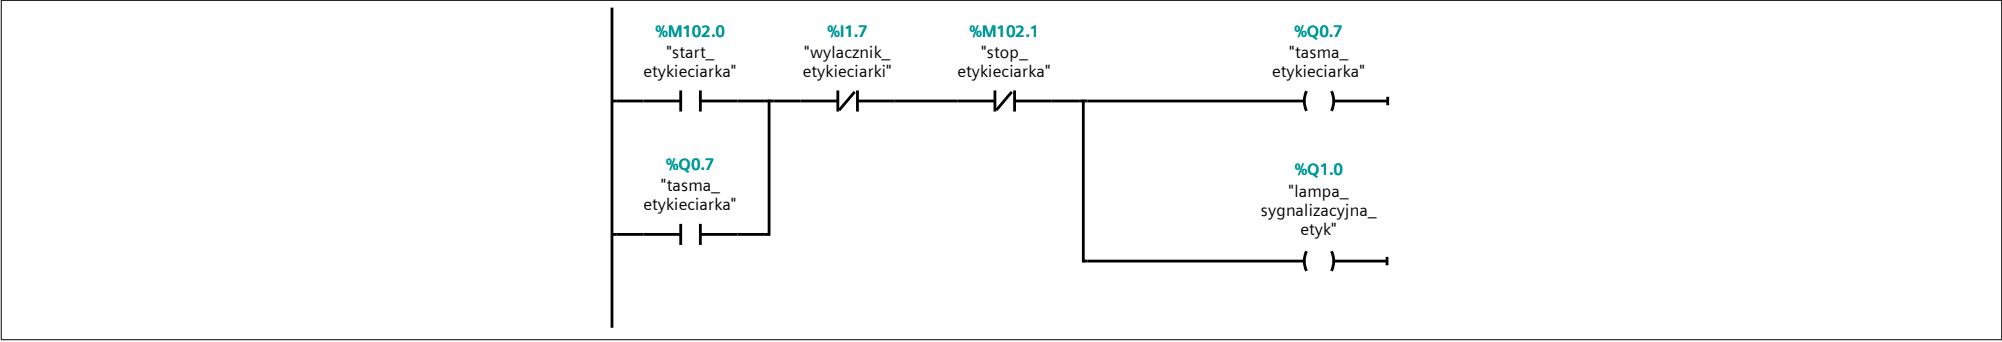 %M102.0
"start_
etykieciarka"
%I1.7
"wylacznik_
etykieciarki"
%M102.1
"stop_
etykieciarka"
%Q0.7
"tasma_
etykieciarka"
%Q0.7
"tasma_
etykieciarka"
%Q1.0
"lampa_
sygnalizacyjna_
etyk"